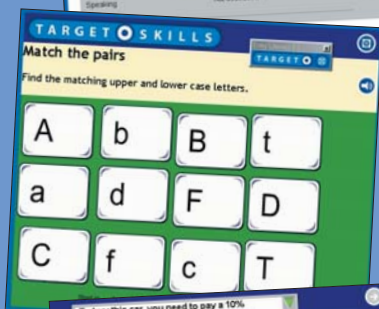 Speaking
TARGET SKILLS
Match the pairs
TARGET
Find the matching upper and lower case letters.
A b B t
a d F D
C f c T
you need to pay a 10%